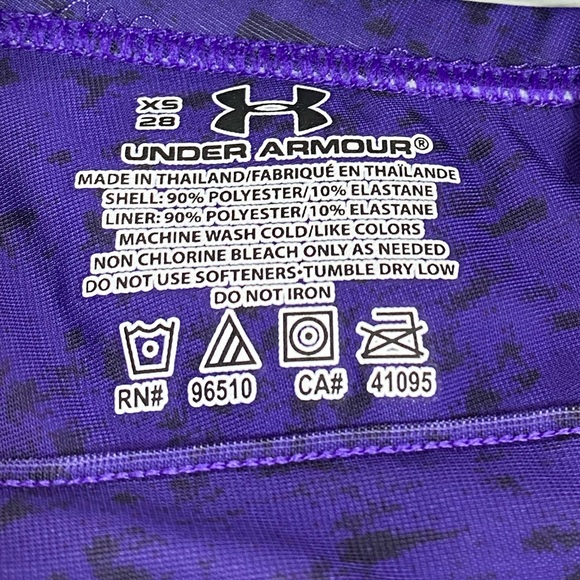 XS
28
UNDER ARMOUR®
MADE IN THAILAND/FABRIQUÉ EN THAÏLANDE
SHELL: 90% POLYESTER/10% ELASTANE
LINER: 90% POLYESTER/10% ELASTANE
MACHINE WASH COLD/LIKE COLORS
NON CHLORINE BLEACH ONLY AS NEEDED
DO NOT USE SOFTENERS•TUMBLE DRY LOW
DO NOT IRON
RN# 96510 CA# 41095